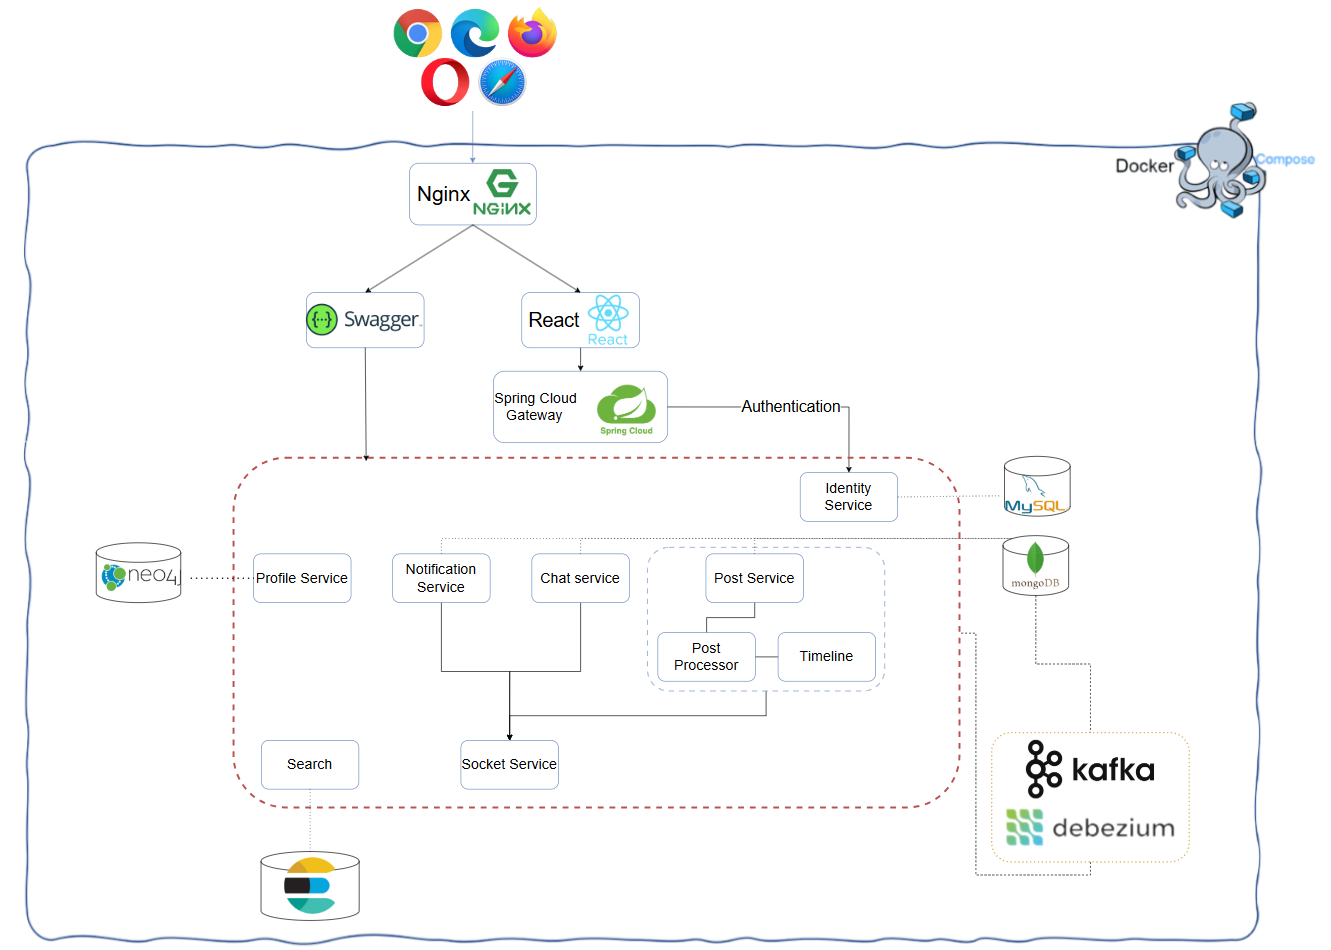 Docker
Compose
Nginx
NGiNX
{··}
Swagger
React
React
Spring Cloud
Gateway
Spring Cloud
Authentication
Identity
Service
MySQL
neo4j
Profile Service
Notification
Service
Chat service
Post Service
mongoDB
Post
Processor
Timeline
Search
Socket Service
kafka
debezium